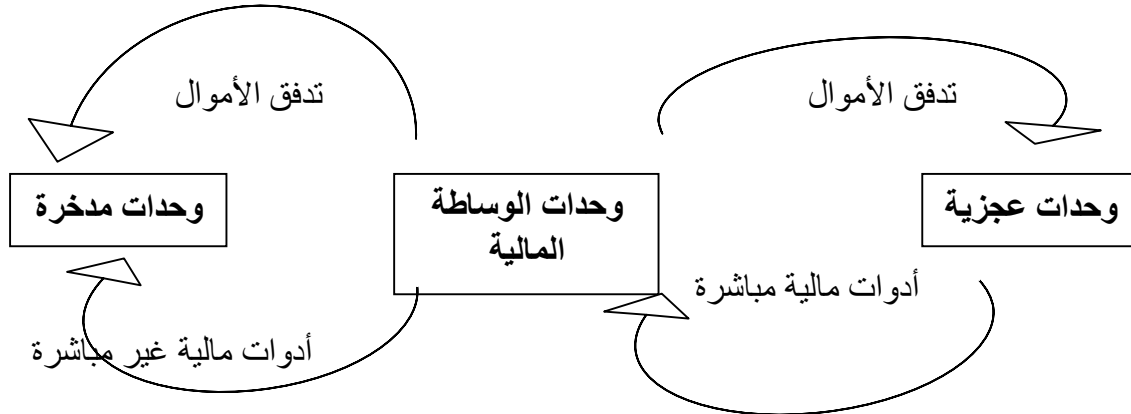 تدفق الأموال
تدفق الأموال
وحدات عجزية
وحدات الوساطة
المالية
وحدات مدخرة
أدوات مالية مباشرة
أدوات مالية غير مباشرة